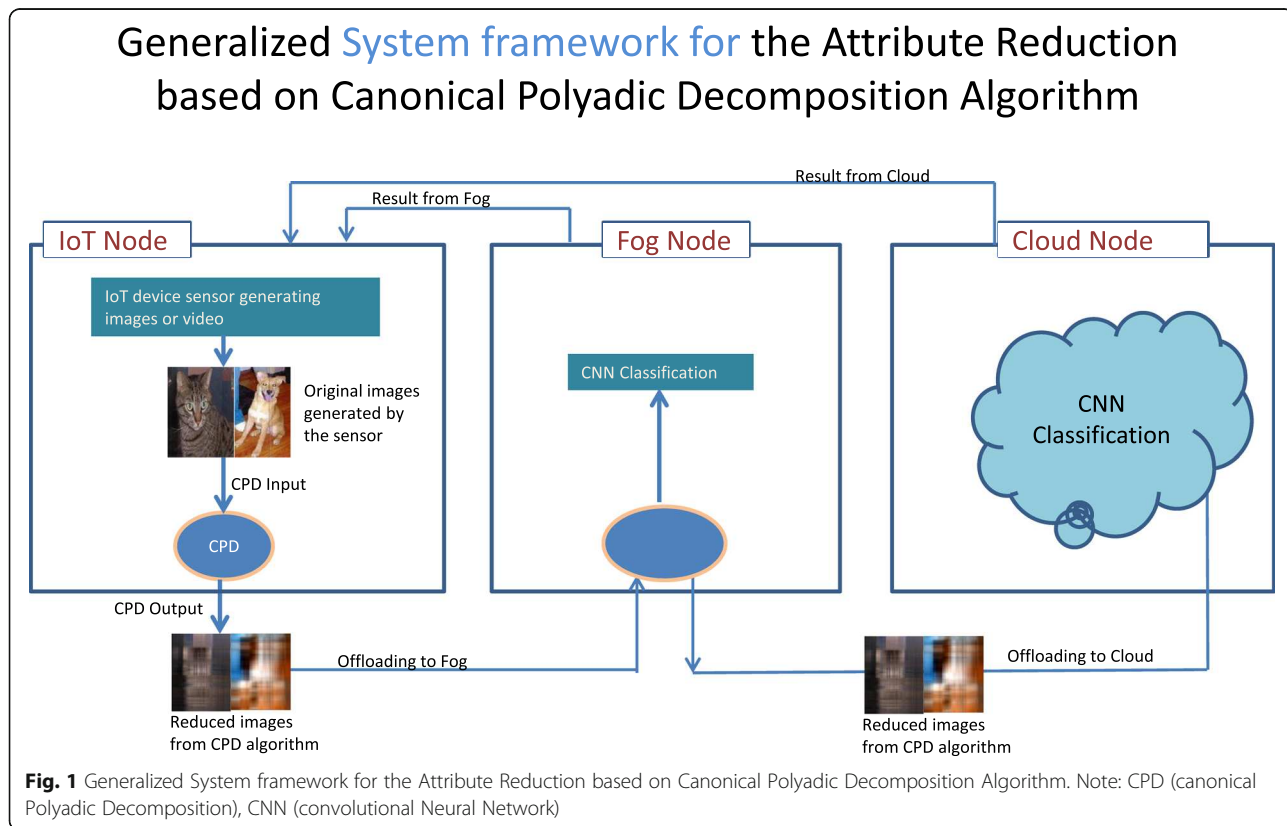 Generalized System framework for the Attribute Reduction
based on Canonical Polyadic Decomposition Algorithm
Result from Cloud
Result from Fog
IoT Node
Fog Node
Cloud Node
IoT device sensor generating
images or video
Original images
generated by
the sensor
CPD Input
CPD
CPD Output
Reduced images
from CPD algorithm
Offloading to Fog
CNN Classification
CNN
Classification
Offloading to Cloud
Reduced images
from CPD algorithm
Fig. 1 Generalized System framework for the Attribute Reduction based on Canonical Polyadic Decomposition Algorithm. Note: CPD (canonical
Polyadic Decomposition), CNN (convolutional Neural Network)